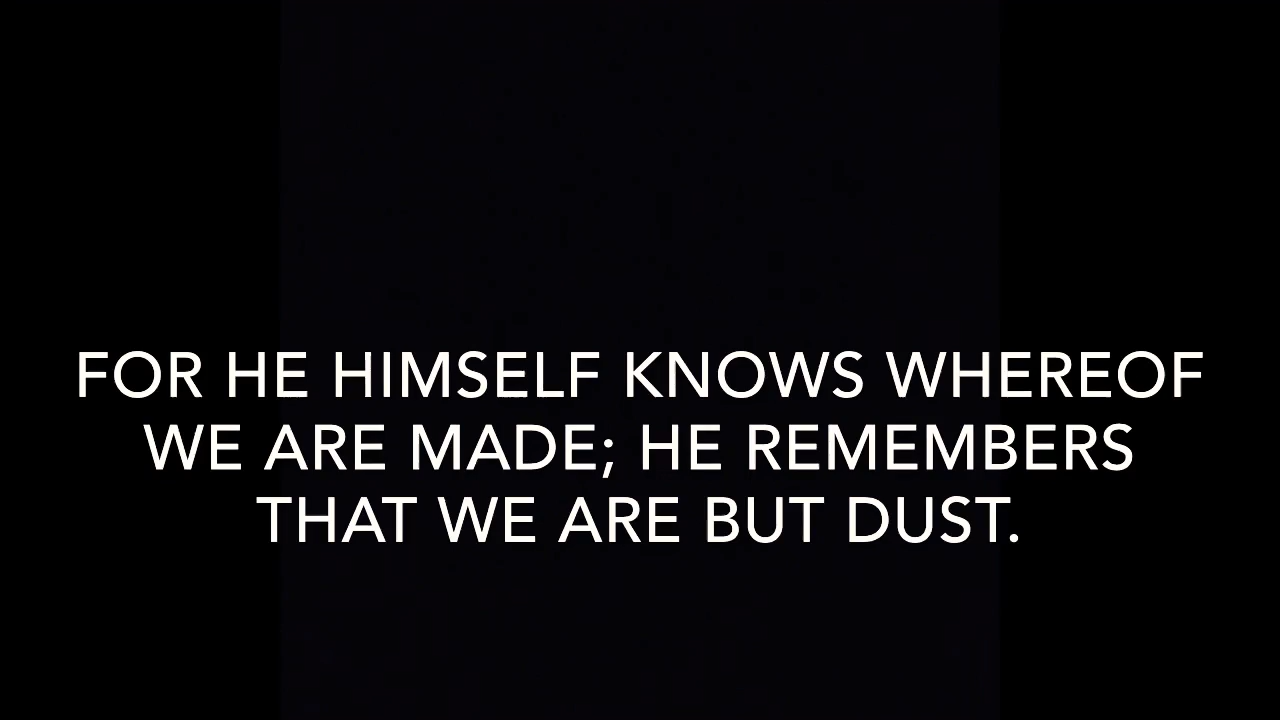 FOR HE HIMSELF KNOWS WHEREOF
WE ARE MADE; HE REMEMBERS
THAT WE ARE BUT DUST.